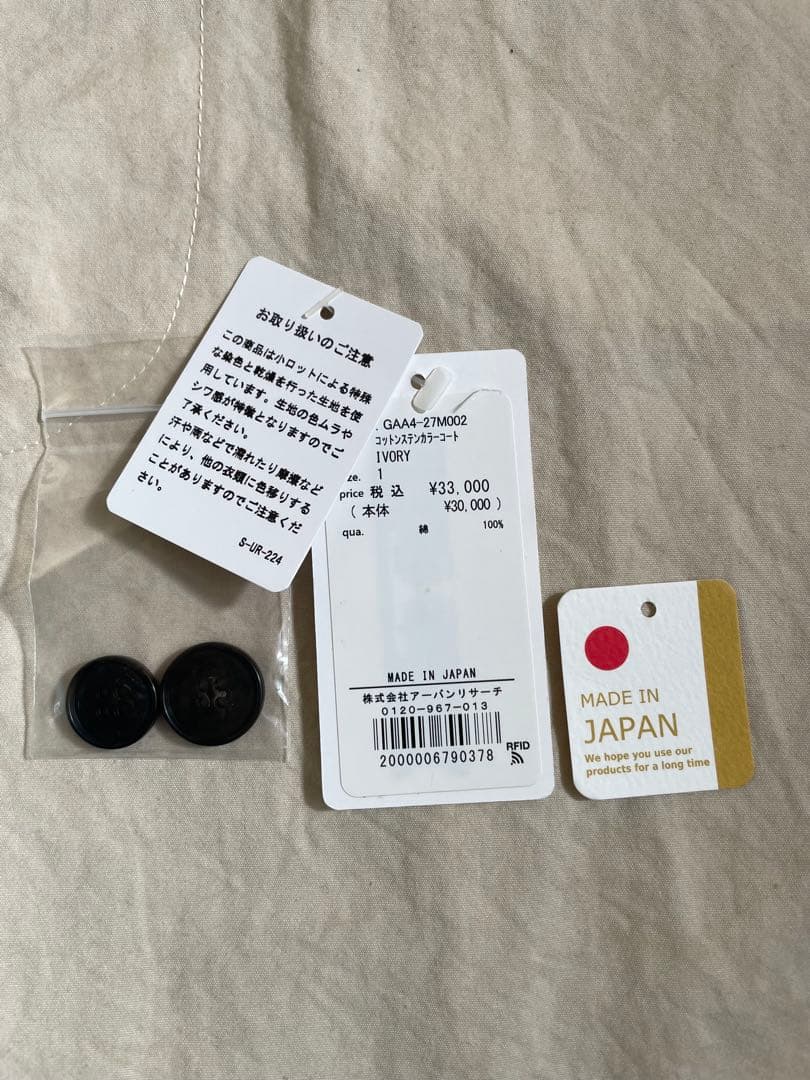 お取り扱いのご注意
この商品は小ロットによる特殊
な染色と乾燥を行った生地を使
用しています。生地の色ムラや
シワ感が特徴となりますのでご
了承ください。
汗や雨などで濡れたり摩擦など
により、他の衣類に色移りする
ことがありますのでご注意くだ
さい。
S-UR-224
GAA4-27M002
コットンステンカラーコート
IVORY
1
price 税込 ¥33,000
( 本体 ¥30,000 )
qua. 綿 100%
MADE IN JAPAN
株式会社アーバンリサーチ
0120-967-013
2000006790378
RFID
MADE IN
JAPAN
We hope you use our
products for a long time